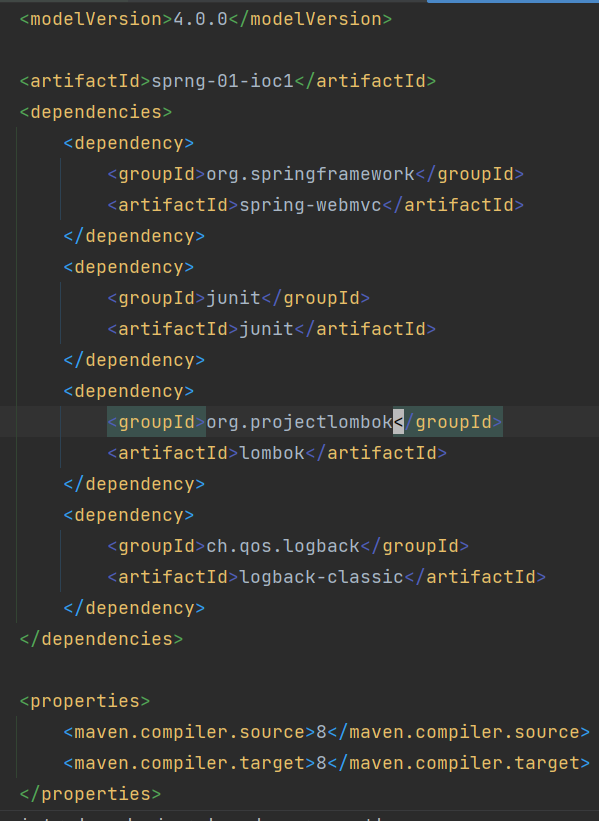 <modelVersion>4.0.0</modelVersion>
<artifactId>sprng-01-ioc1</artifactId>
<dependencies>
<dependency>
<groupId>org.springframework</groupId>
<artifactId>spring-webmvc</artifactId>
</dependency>
<dependency>
<groupId>junit</groupId>
<artifactId>junit</artifactId>
</dependency>
<dependency>
<groupId>org.projectlombok</groupId>
<artifactId>lombok</artifactId>
</dependency>
<dependency>
<groupId>ch.qos.logback</groupId>
<artifactId>logback-classic</artifactId>
</dependency>
</dependencies>
<properties>
<maven.compiler.source>8</maven.compiler.source>
<maven.compiler.target>8</maven.compiler.target>
</properties>